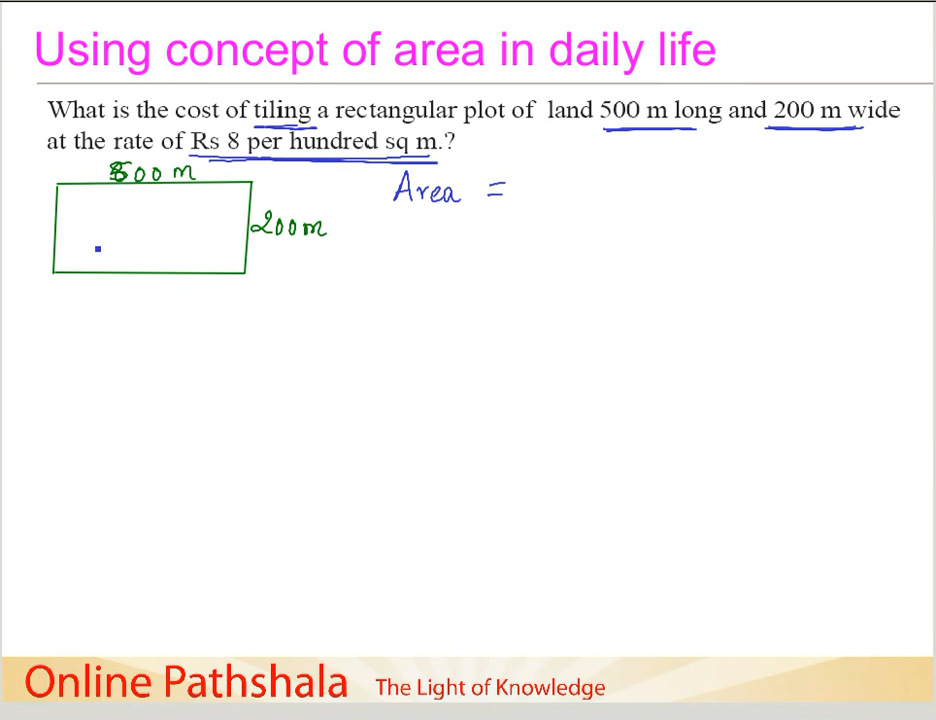 Using concept of area in daily life
What is the cost of tiling a rectangular plot of land 500 m long and 200 m wide
at the rate of Rs 8 per hundred sq m.?
500 m
Area =
200 m
Online Pathshala The Light of Knowledge